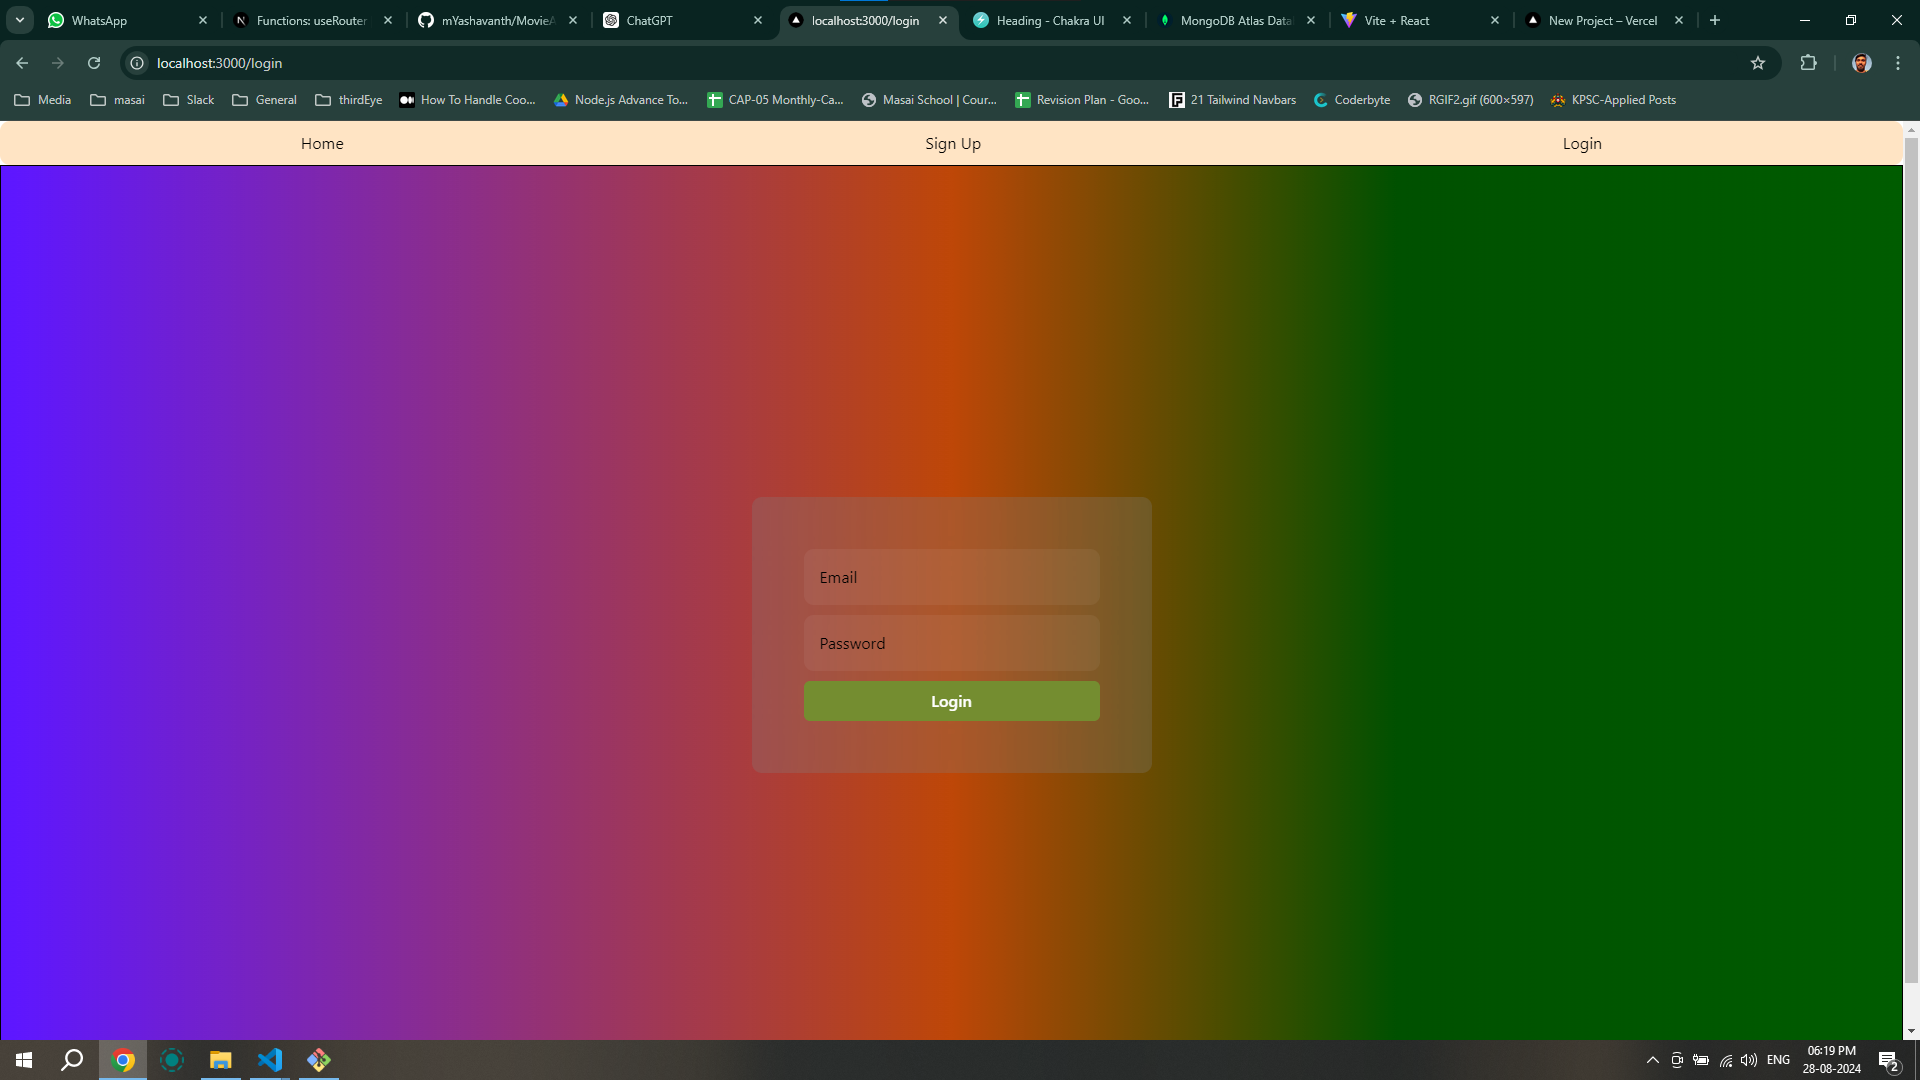 WhatsApp
Functions: useRouter
mYashavanth/MovieA
ChatGPT
localhost:3000/login
Heading - Chakra UI
MongoDB Atlas Data
Vite + React
New Project – Vercel
localhost:3000/login
Media
masai
Slack
General
thirdEye
How To Handle Coo...
Node.js Advance To...
CAP-05 Monthly-Ca...
Masai School | Cour...
Revision Plan - Goo...
21 Tailwind Navbars
Coderbyte
RGIF2.gif (600×597)
KPSC-Applied Posts
Home
Sign Up
Login
Email
Password
Login
ENG
06:19 PM
28-08-2024
2